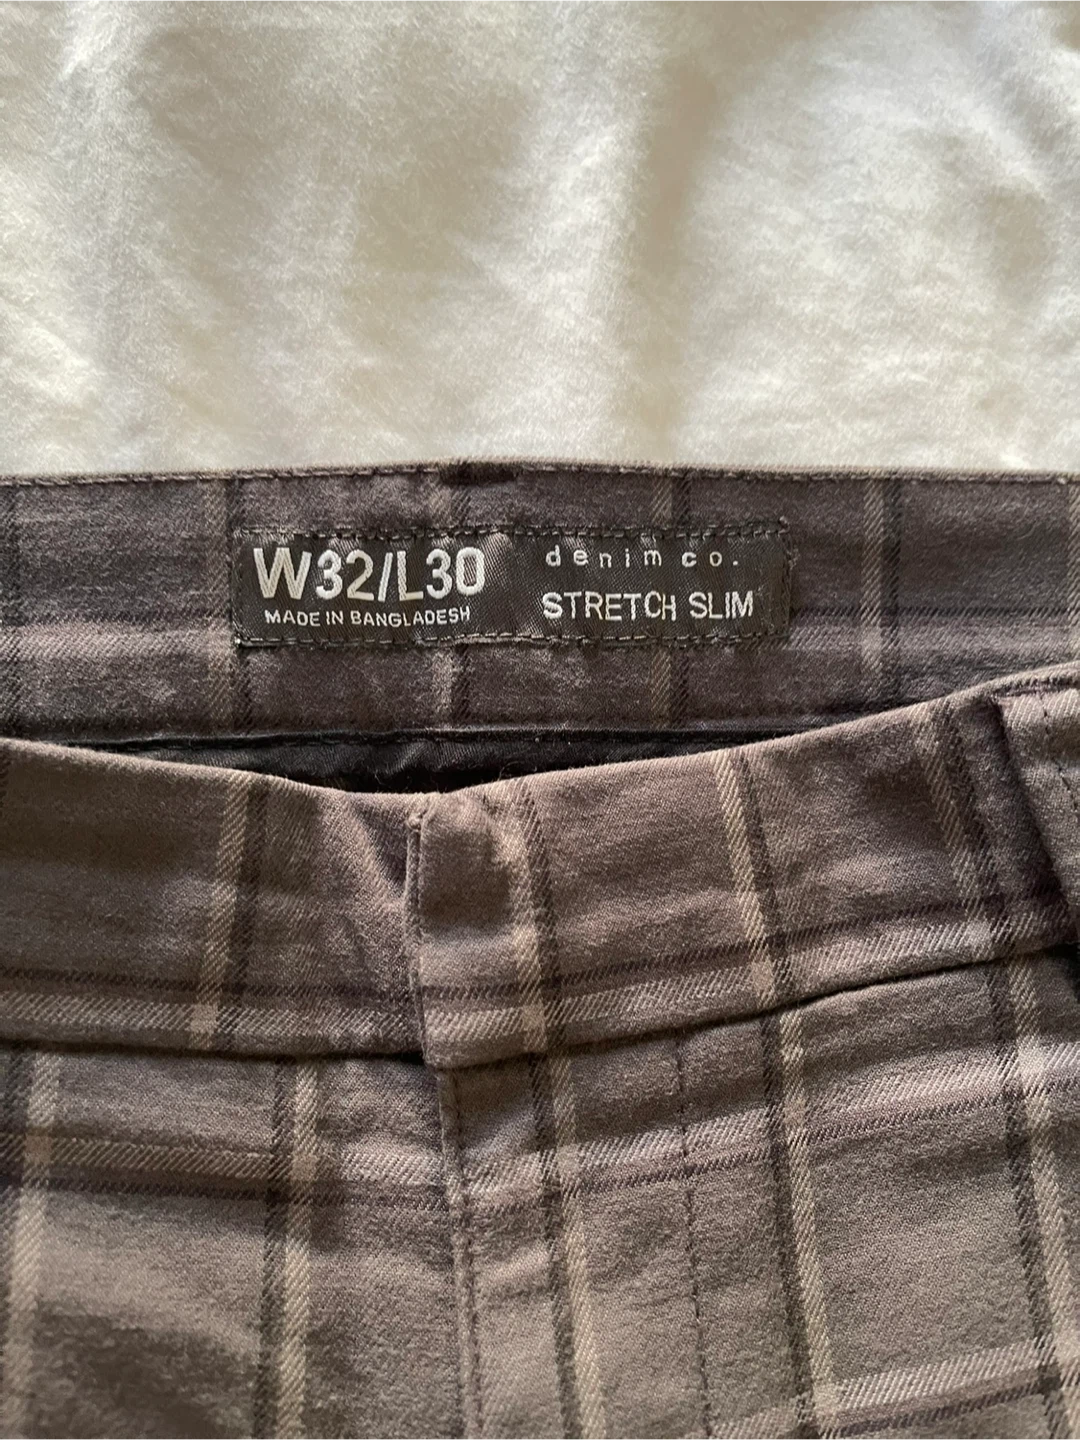 W32/L30
MADE IN BANGLADESH
denim co.
STRETCH SLIM